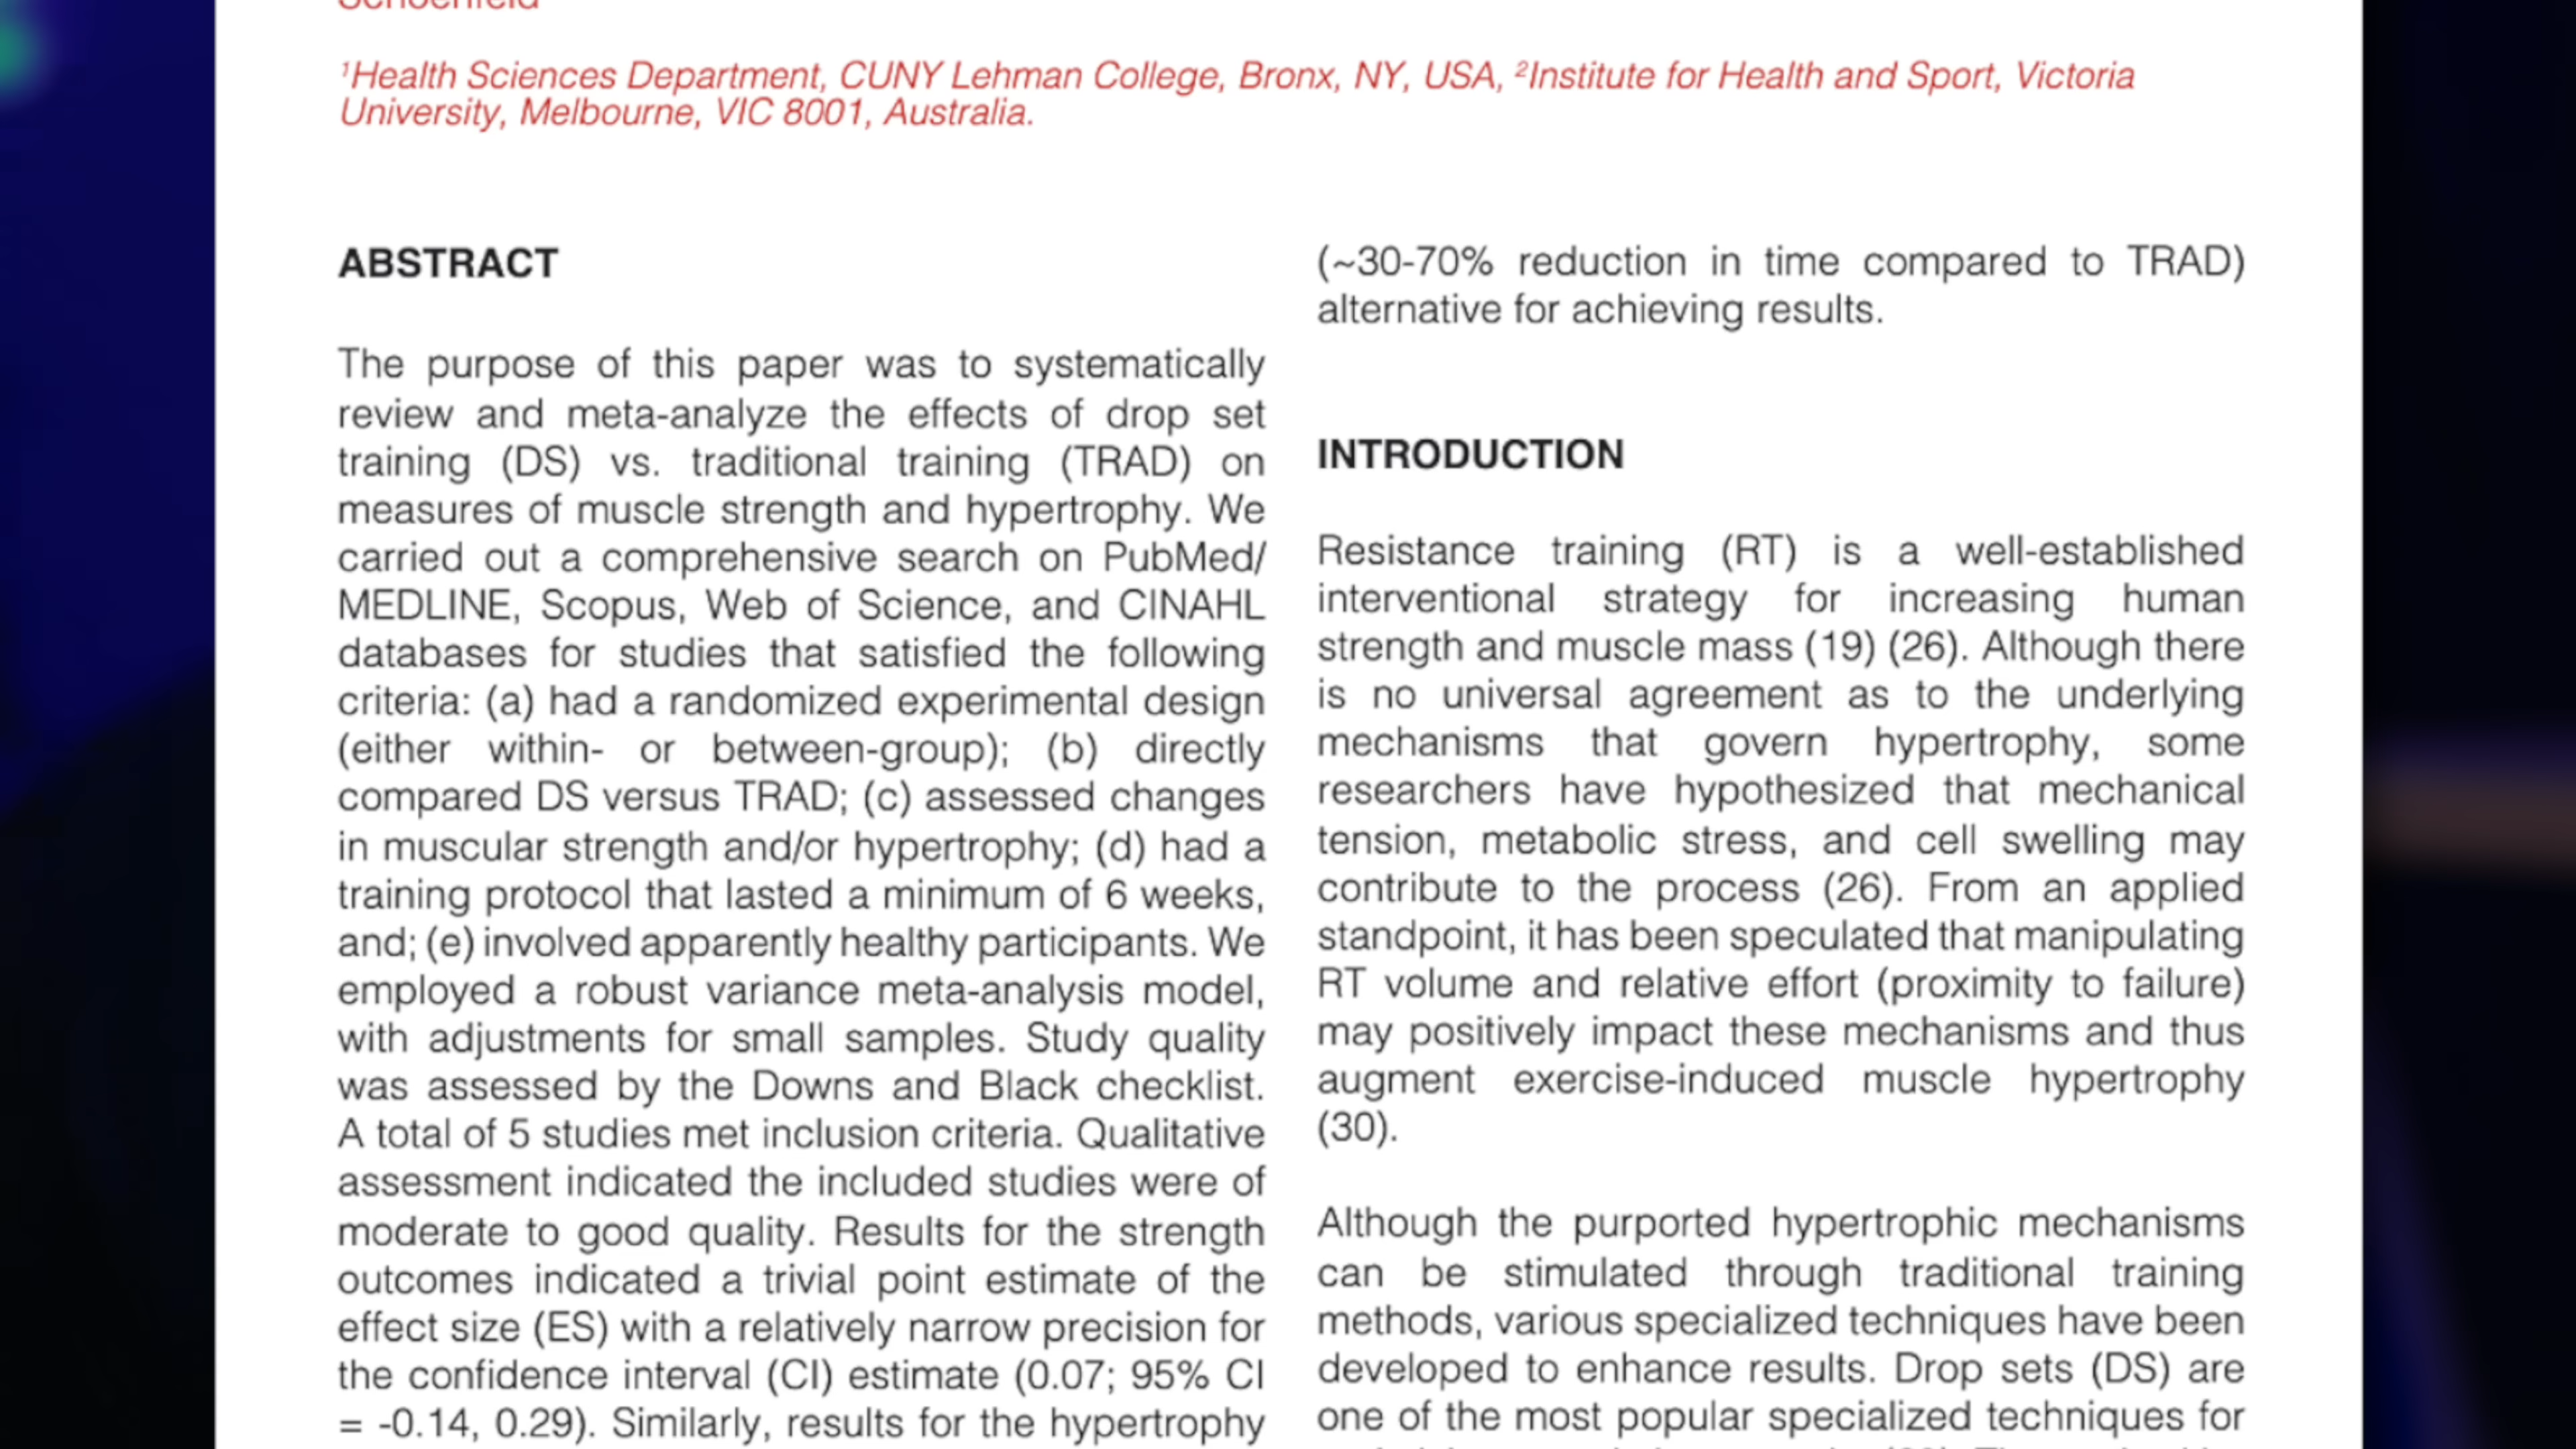 Schoenfeld
¹Health Sciences Department, CUNY Lehman College, Bronx, NY, USA, ²Institute for Health and Sport, Victoria
University, Melbourne, VIC 8001, Australia.
ABSTRACT
The purpose of this paper was to systematically
review and meta-analyze the effects of drop set
training (DS) vs. traditional training (TRAD) on
measures of muscle strength and hypertrophy. We
carried out a comprehensive search on PubMed/
MEDLINE, Scopus, Web of Science, and CINAHL
databases for studies that satisfied the following
criteria: (a) had a randomized experimental design
(either within- or between-group); (b) directly
compared DS versus TRAD; (c) assessed changes
in muscular strength and/or hypertrophy; (d) had a
training protocol that lasted a minimum of 6 weeks,
and; (e) involved apparently healthy participants. We
employed a robust variance meta-analysis model,
with adjustments for small samples. Study quality
was assessed by the Downs and Black checklist.
A total of 5 studies met inclusion criteria. Qualitative
assessment indicated the included studies were of
moderate to good quality. Results for the strength
outcomes indicated a trivial point estimate of the
effect size (ES) with a relatively narrow precision for
the confidence interval (CI) estimate (0.07; 95% CI
= -0.14, 0.29). Similarly, results for the hypertrophy
(~30-70% reduction in time compared to TRAD)
alternative for achieving results.
INTRODUCTION
Resistance training (RT) is a well-established
interventional strategy for increasing human
strength and muscle mass (19) (26). Although there
is no universal agreement as to the underlying
mechanisms that govern hypertrophy, some
researchers have hypothesized that mechanical
tension, metabolic stress, and cell swelling may
contribute to the process (26). From an applied
standpoint, it has been speculated that manipulating
RT volume and relative effort (proximity to failure)
may positively impact these mechanisms and thus
augment exercise-induced muscle hypertrophy
(30).
Although the purported hypertrophic mechanisms
can be stimulated through traditional training
methods, various specialized techniques have been
developed to enhance results. Drop sets (DS) are
one of the most popular specialized techniques for